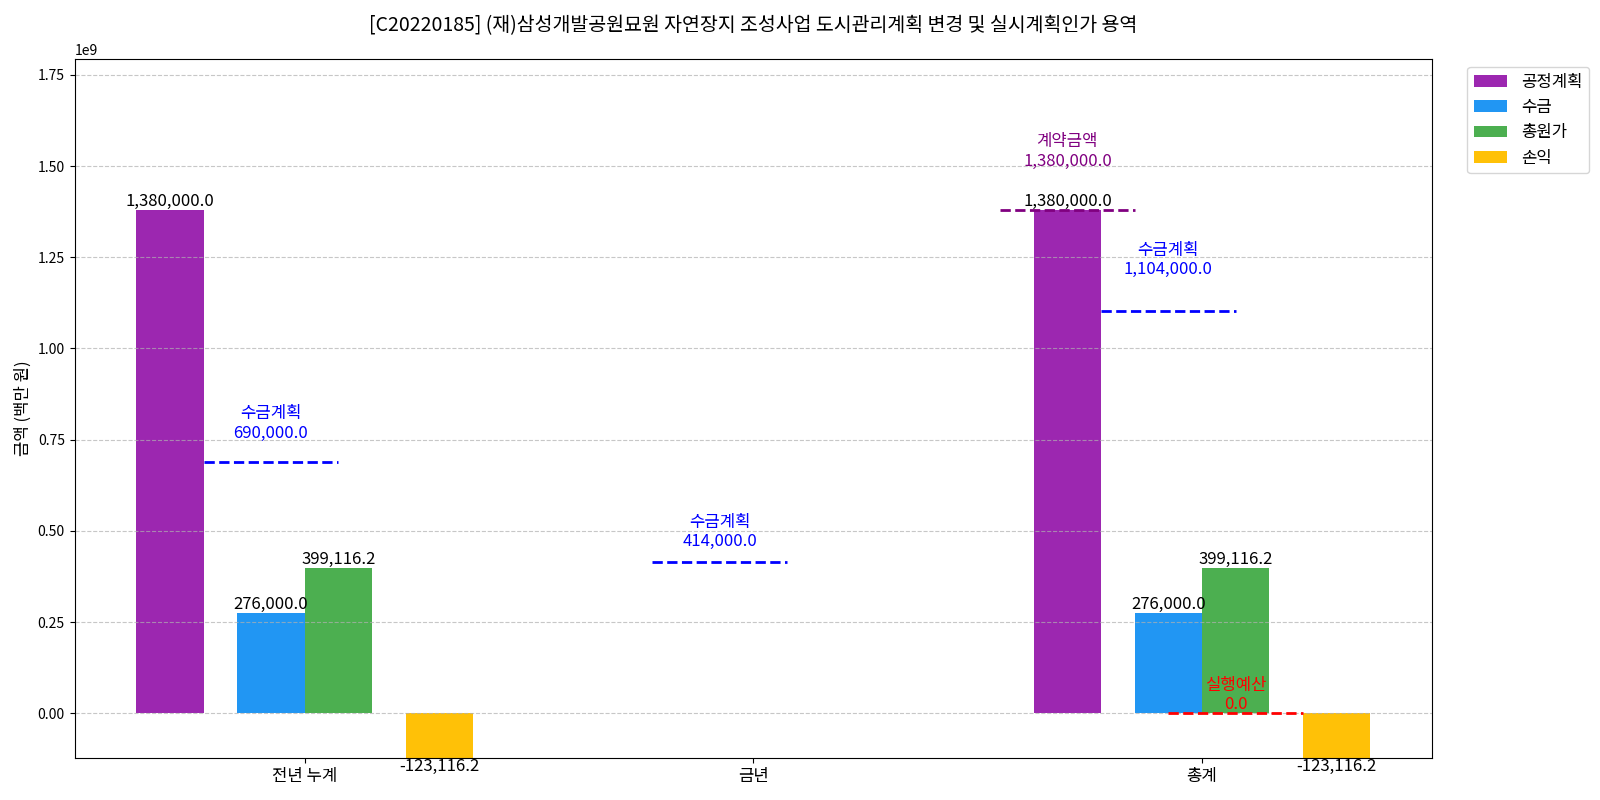 [C20220185] (재)삼성개발공원묘원 자연장지 조성사업 도시관리계획 변경 및 실시계획인가 용역
1e9
1.75
1.50
1.25
1.00
0.75
0.50
0.25
0.00
금액 (백만 원)
1,380,000.0
수금계획
690,000.0
276,000.0
399,116.2
-123,116.2
수금계획
414,000.0
계약금액
1,380,000.0
1,380,000.0
수금계획
1,104,000.0
276,000.0
399,116.2
실행예산
0.0
-123,116.2
전년 누계
금년
총계
공정계획
수금
총원가
손익